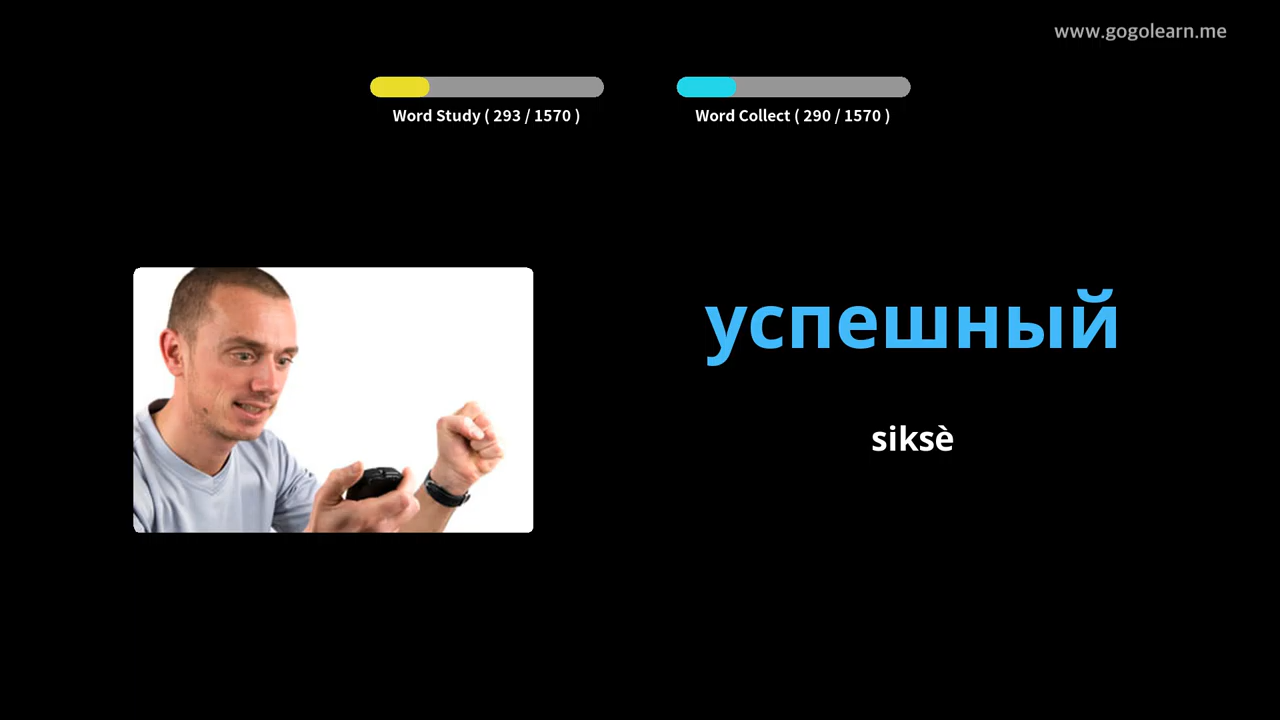 www.gogolearn.me
Word Study ( 293 / 1570 )
Word Collect ( 290 / 1570 )
успешный
siksè